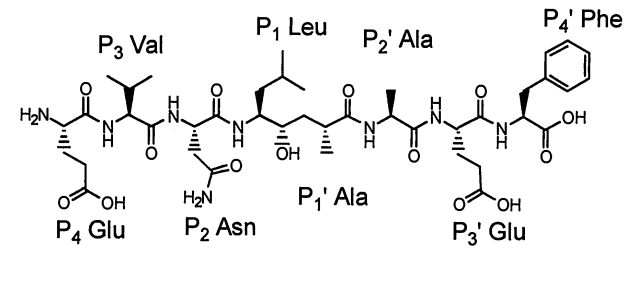 P4' Phe
P1 Leu
P3 Val
P2' Ala
H2N
O
H
N
O
H
N
O
OH
N
H
O
N
H
OH
N
H
O
N
H
O
O
OH
O
H2N
O
OH
P1' Ala
P4 Glu
P2 Asn
P3' Glu